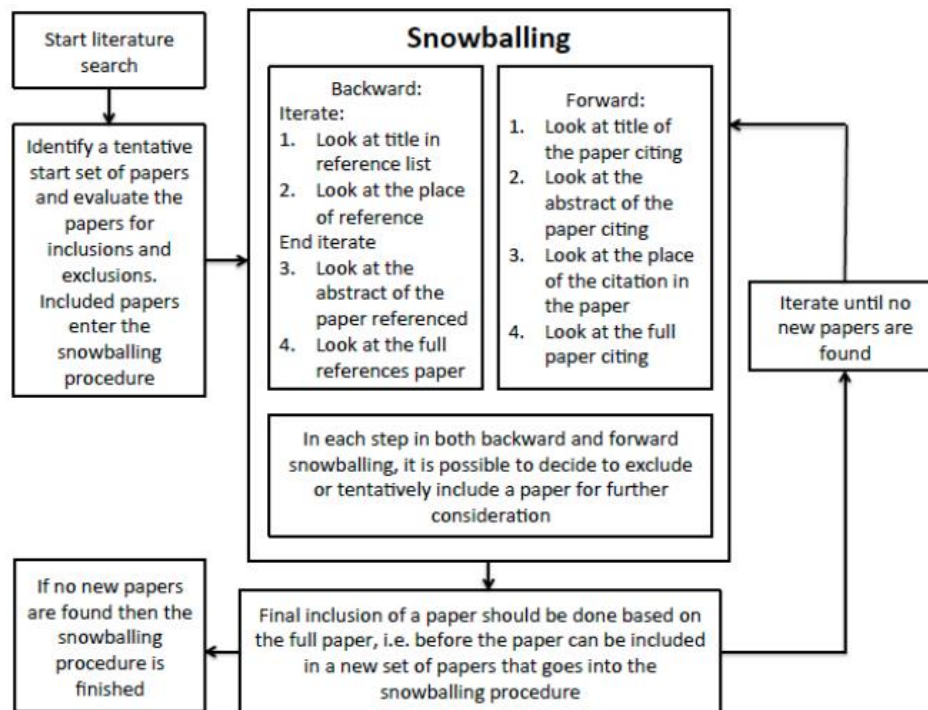 Start literature
search
Identify a tentative
start set of papers
and evaluate the
papers for
inclusions and
exclusions.
Included papers
enter the
snowballing
procedure
Snowballing
Backward:
Iterate:
1. Look at title in
reference list
2. Look at the place
of reference
End iterate
3. Look at the
abstract of the
paper referenced
4. Look at the full
references paper
Forward:
1. Look at title of
the paper citing
2. Look at the
abstract of the
paper citing
3. Look at the place
of the citation in
the paper
4. Look at the full
paper citing
In each step in both backward and forward
snowballing, it is possible to decide to exclude
or tentatively include a paper for further
consideration
Iterate until no
new papers are
found
Final inclusion of a paper should be done based on
the full paper, i.e. before the paper can be included
in a new set of papers that goes into the
snowballing procedure
If no new papers
are found then the
snowballing
procedure is
finished